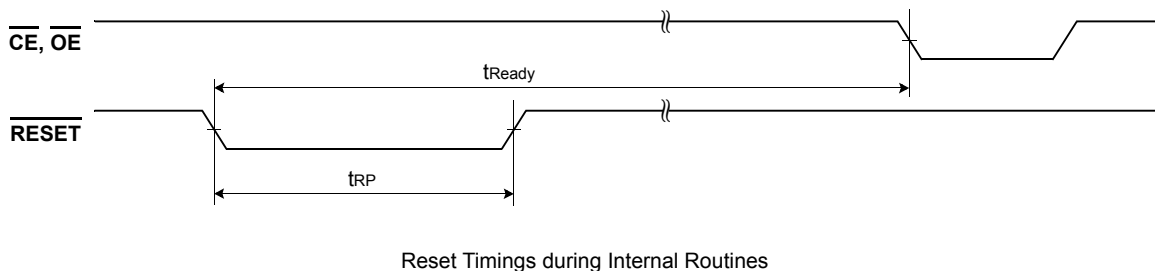 CE, OE
tReady
RESET
tRP
Reset Timings during Internal Routines